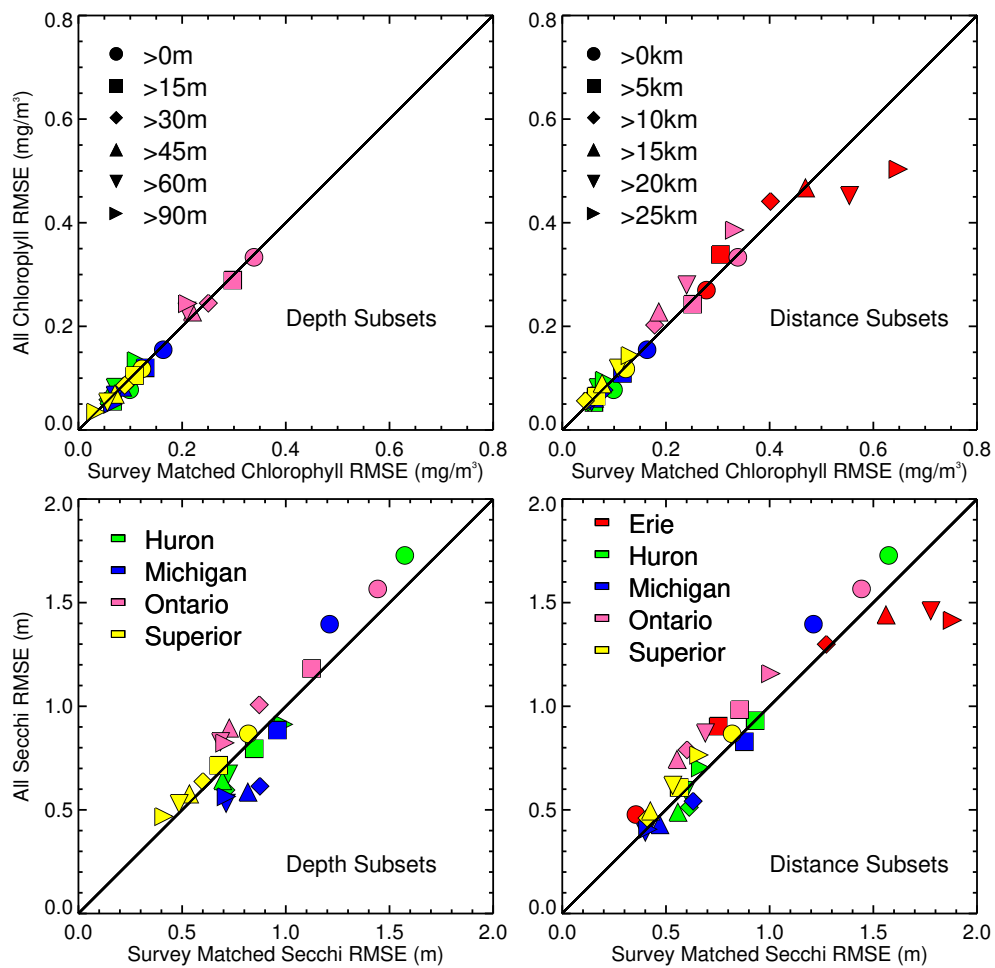 All Chlorophyll RMSE (mg/m³)
0.8
0.6
0.4
0.2
0.0
>0m
>15m
>30m
>45m
>60m
>90m
Depth Subsets
0.0 0.2 0.4 0.6 0.8
Survey Matched Chlorophyll RMSE (mg/m³)
0.8
0.6
0.4
0.2
0.0
>0km
>5km
>10km
>15km
>20km
>25km
Distance Subsets
0.0 0.2 0.4 0.6 0.8
Survey Matched Chlorophyll RMSE (mg/m³)
All Secchi RMSE (m)
2.0
1.5
1.0
0.5
0.0
Huron
Michigan
Ontario
Superior
Depth Subsets
0.0 0.5 1.0 1.5 2.0
Survey Matched Secchi RMSE (m)
2.0
1.5
1.0
0.5
0.0
Erie
Huron
Michigan
Ontario
Superior
Distance Subsets
0.0 0.5 1.0 1.5 2.0
Survey Matched Secchi RMSE (m)